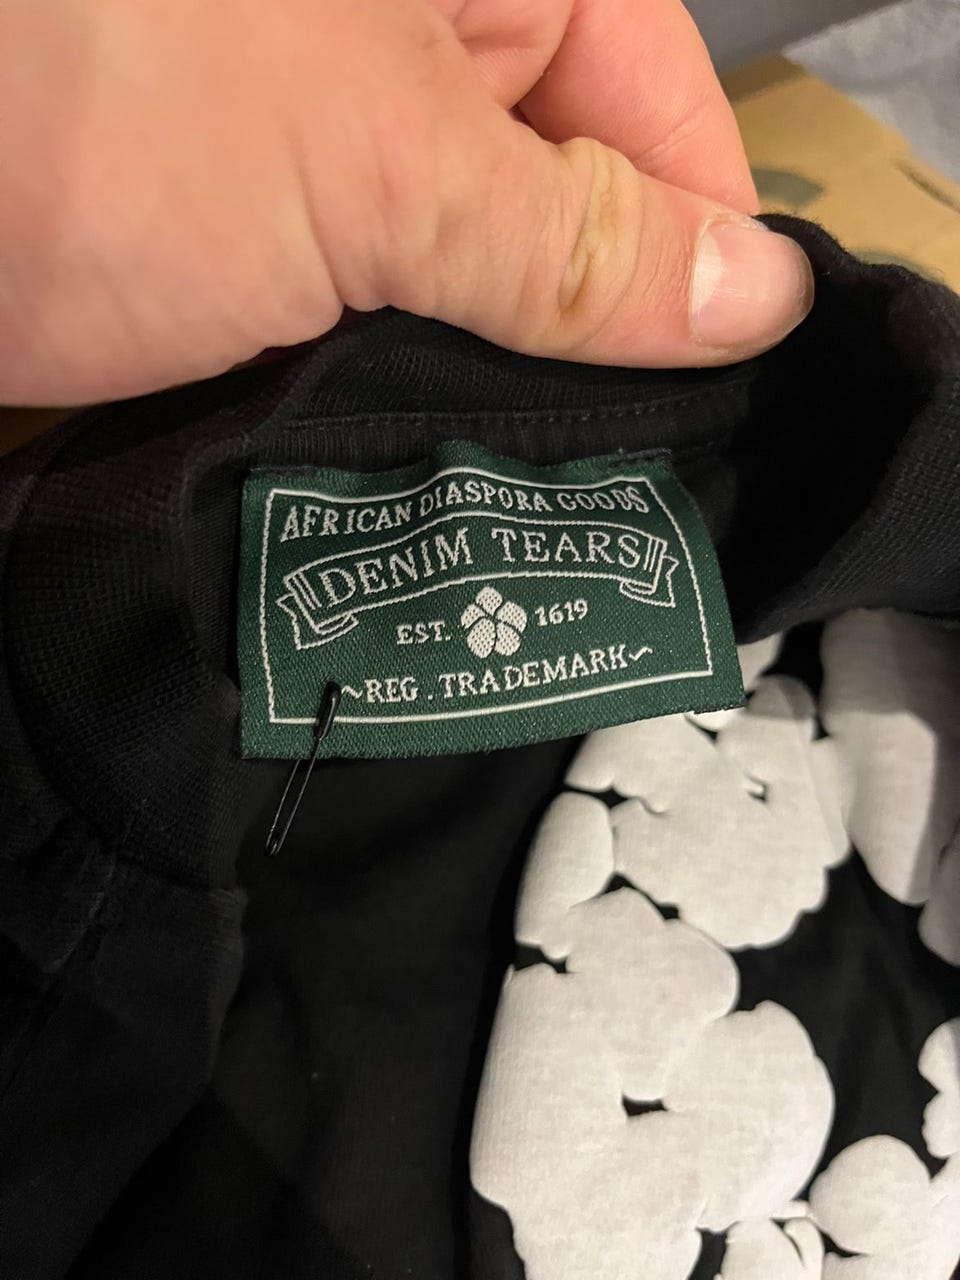 AFRICAN DIASPORA GOODS
DENIM TEARS
EST. 1619
~REG. TRADEMARK~